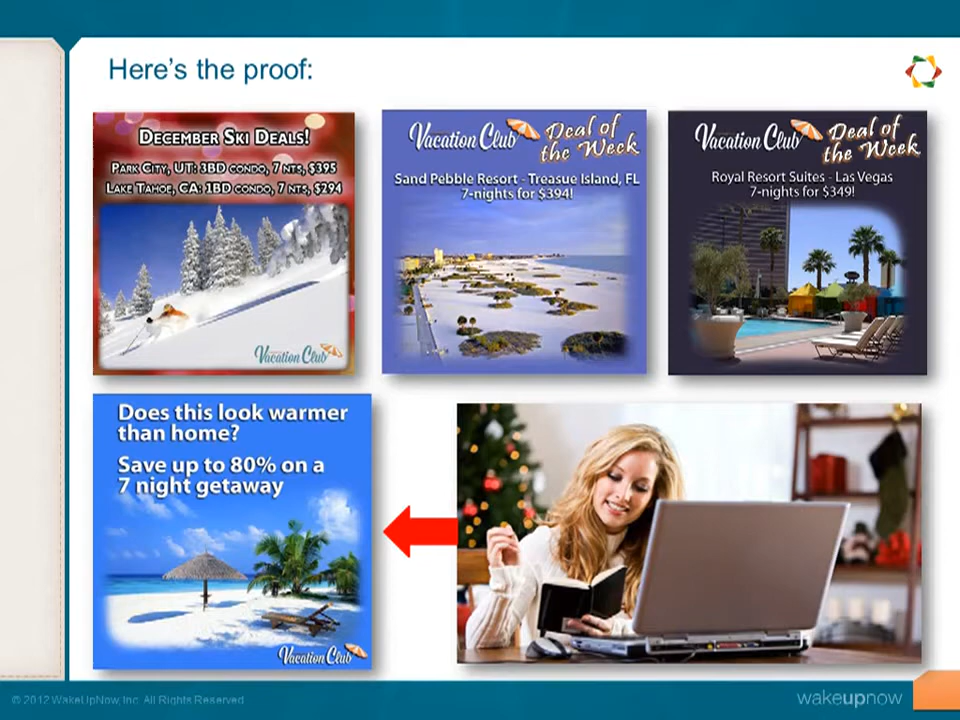 Here's the proof:
December Ski Deals!
Park City, UT: 3BD condo, 7 nts, $395
Lake Tahoe, CA: 1BD condo, 7 nts, $294
Vacation Club
Vacation Club Deal of
the Week
Sand Pebble Resort - Treasue Island, FL
7-nights for $394!
Vacation Club Deal of
the Week
Royal Resort Suites - Las Vegas
7-nights for $349!
Does this look warmer
than home?
Save up to 80% on a
7 night getaway
Vacation Club
© 2012 WakeUpNow, Inc. All Rights Reserved
wakeupnow